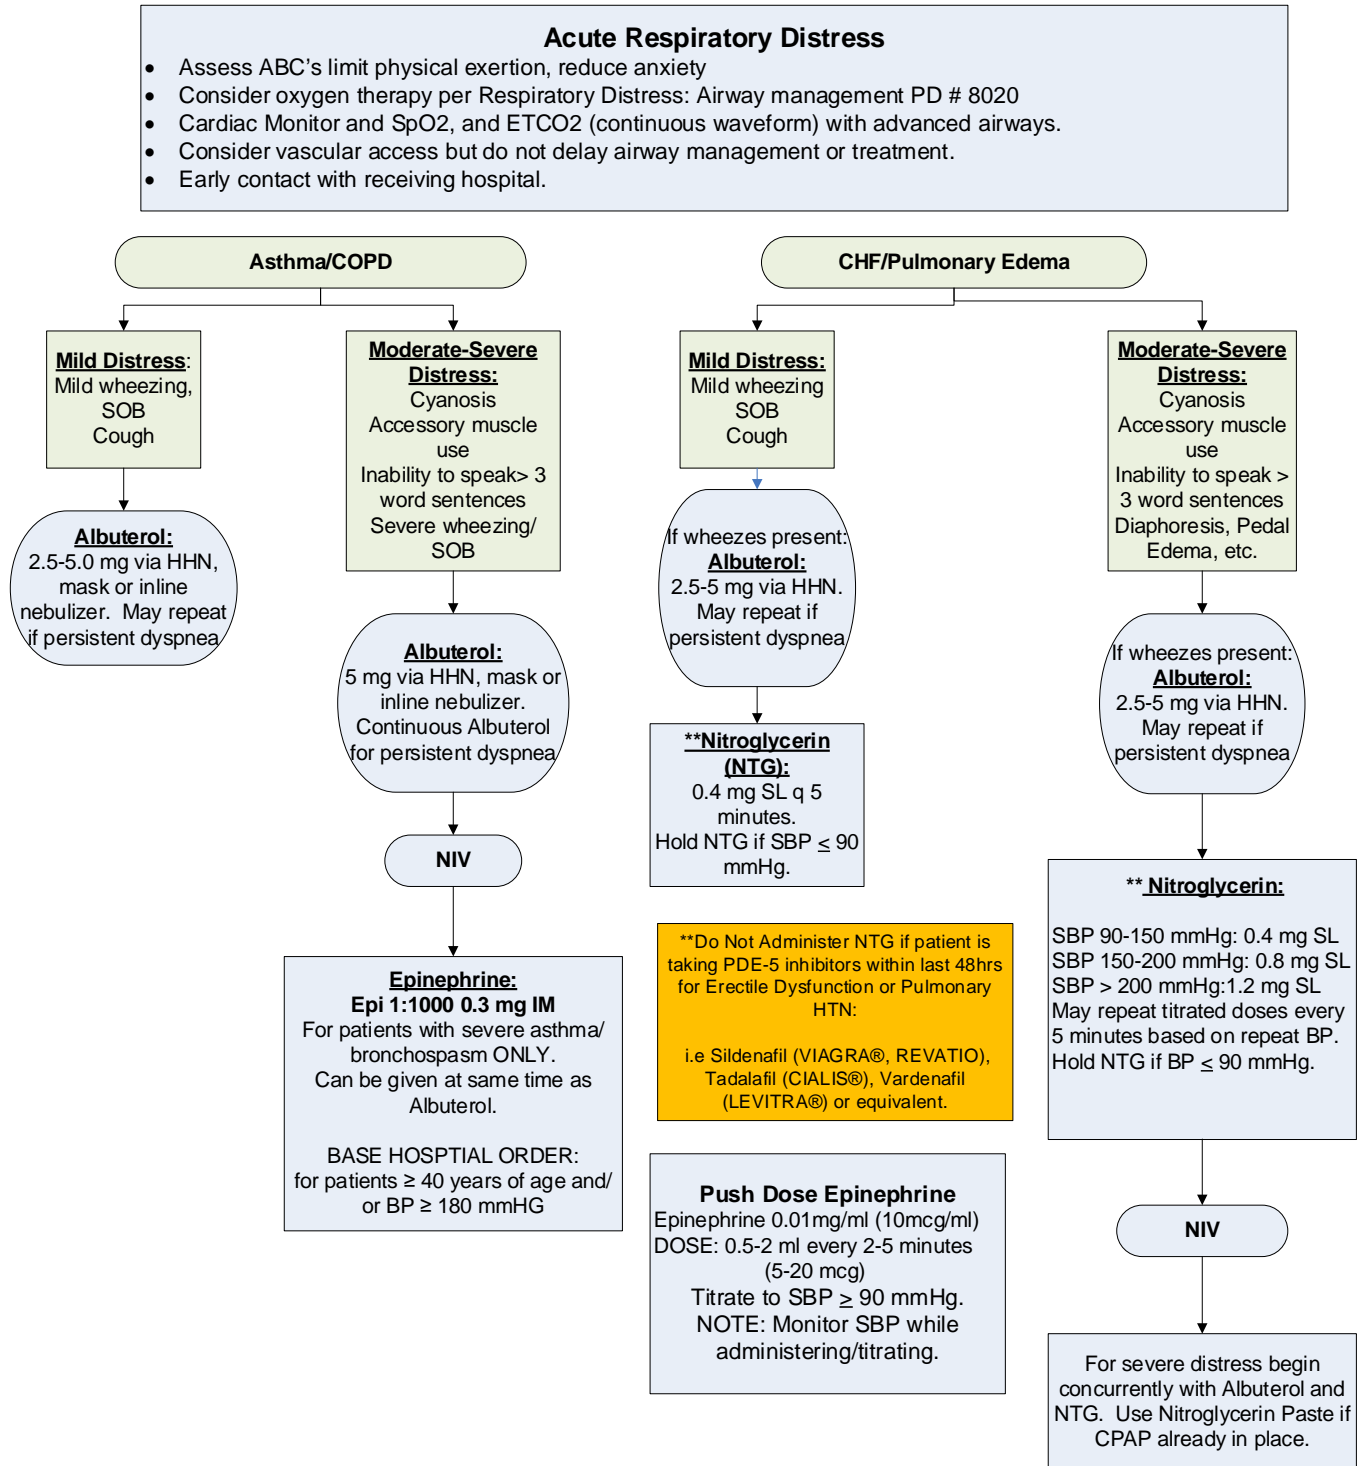 Acute Respiratory Distress
• Assess ABC's limit physical exertion, reduce anxiety
• Consider oxygen therapy per Respiratory Distress: Airway management PD # 8020
• Cardiac Monitor and SpO2, and ETCO2 (continuous waveform) with advanced airways.
• Consider vascular access but do not delay airway management or treatment.
• Early contact with receiving hospital.
Asthma/COPD
Mild Distress:
Mild wheezing,
SOB
Cough
Albuterol:
2.5-5.0 mg via HHN,
mask or inline
nebulizer. May repeat
if persistent dyspnea
Moderate-Severe
Distress:
Cyanosis
Accessory muscle
use
Inability to speak> 3
word sentences
Severe wheezing/
SOB
Albuterol:
5 mg via HHN, mask or
inline nebulizer.
Continuous Albuterol
for persistent dyspnea
NIV
Epinephrine:
Epi 1:1000 0.3 mg IM
For patients with severe asthma/
bronchospasm ONLY.
Can be given at same time as
Albuterol.
BASE HOSPTIAL ORDER:
for patients ≥ 40 years of age and/
or BP ≥ 180 mmHG
CHF/Pulmonary Edema
Mild Distress:
Mild wheezing
SOB
Cough
If wheezes present:
Albuterol:
2.5-5 mg via HHN.
May repeat if
persistent dyspnea
**Nitroglycerin
(NTG):
0.4 mg SL q 5
minutes.
Hold NTG if SBP ≤ 90
mmHg.
**Do Not Administer NTG if patient is
taking PDE-5 inhibitors within last 48hrs
for Erectile Dysfunction or Pulmonary
HTN:
i.e Sildenafil (VIAGRA®, REVATIO),
Tadalafil (CIALIS®), Vardenafil
(LEVITRA®) or equivalent.
Push Dose Epinephrine
Epinephrine 0.01mg/ml (10mcg/ml)
DOSE: 0.5-2 ml every 2-5 minutes
(5-20 mcg)
Titrate to SBP ≥ 90 mmHg.
NOTE: Monitor SBP while
administering/titrating.
Moderate-Severe
Distress:
Cyanosis
Accessory muscle
use
Inability to speak >
3 word sentences
Diaphoresis, Pedal
Edema, etc.
If wheezes present:
Albuterol:
2.5-5 mg via HHN.
May repeat if
persistent dyspnea
** Nitroglycerin:
SBP 90-150 mmHg: 0.4 mg SL
SBP 150-200 mmHg: 0.8 mg SL
SBP > 200 mmHg:1.2 mg SL
May repeat titrated doses every
5 minutes based on repeat BP.
Hold NTG if BP ≤ 90 mmHg.
NIV
For severe distress begin
concurrently with Albuterol and
NTG. Use Nitroglycerin Paste if
CPAP already in place.